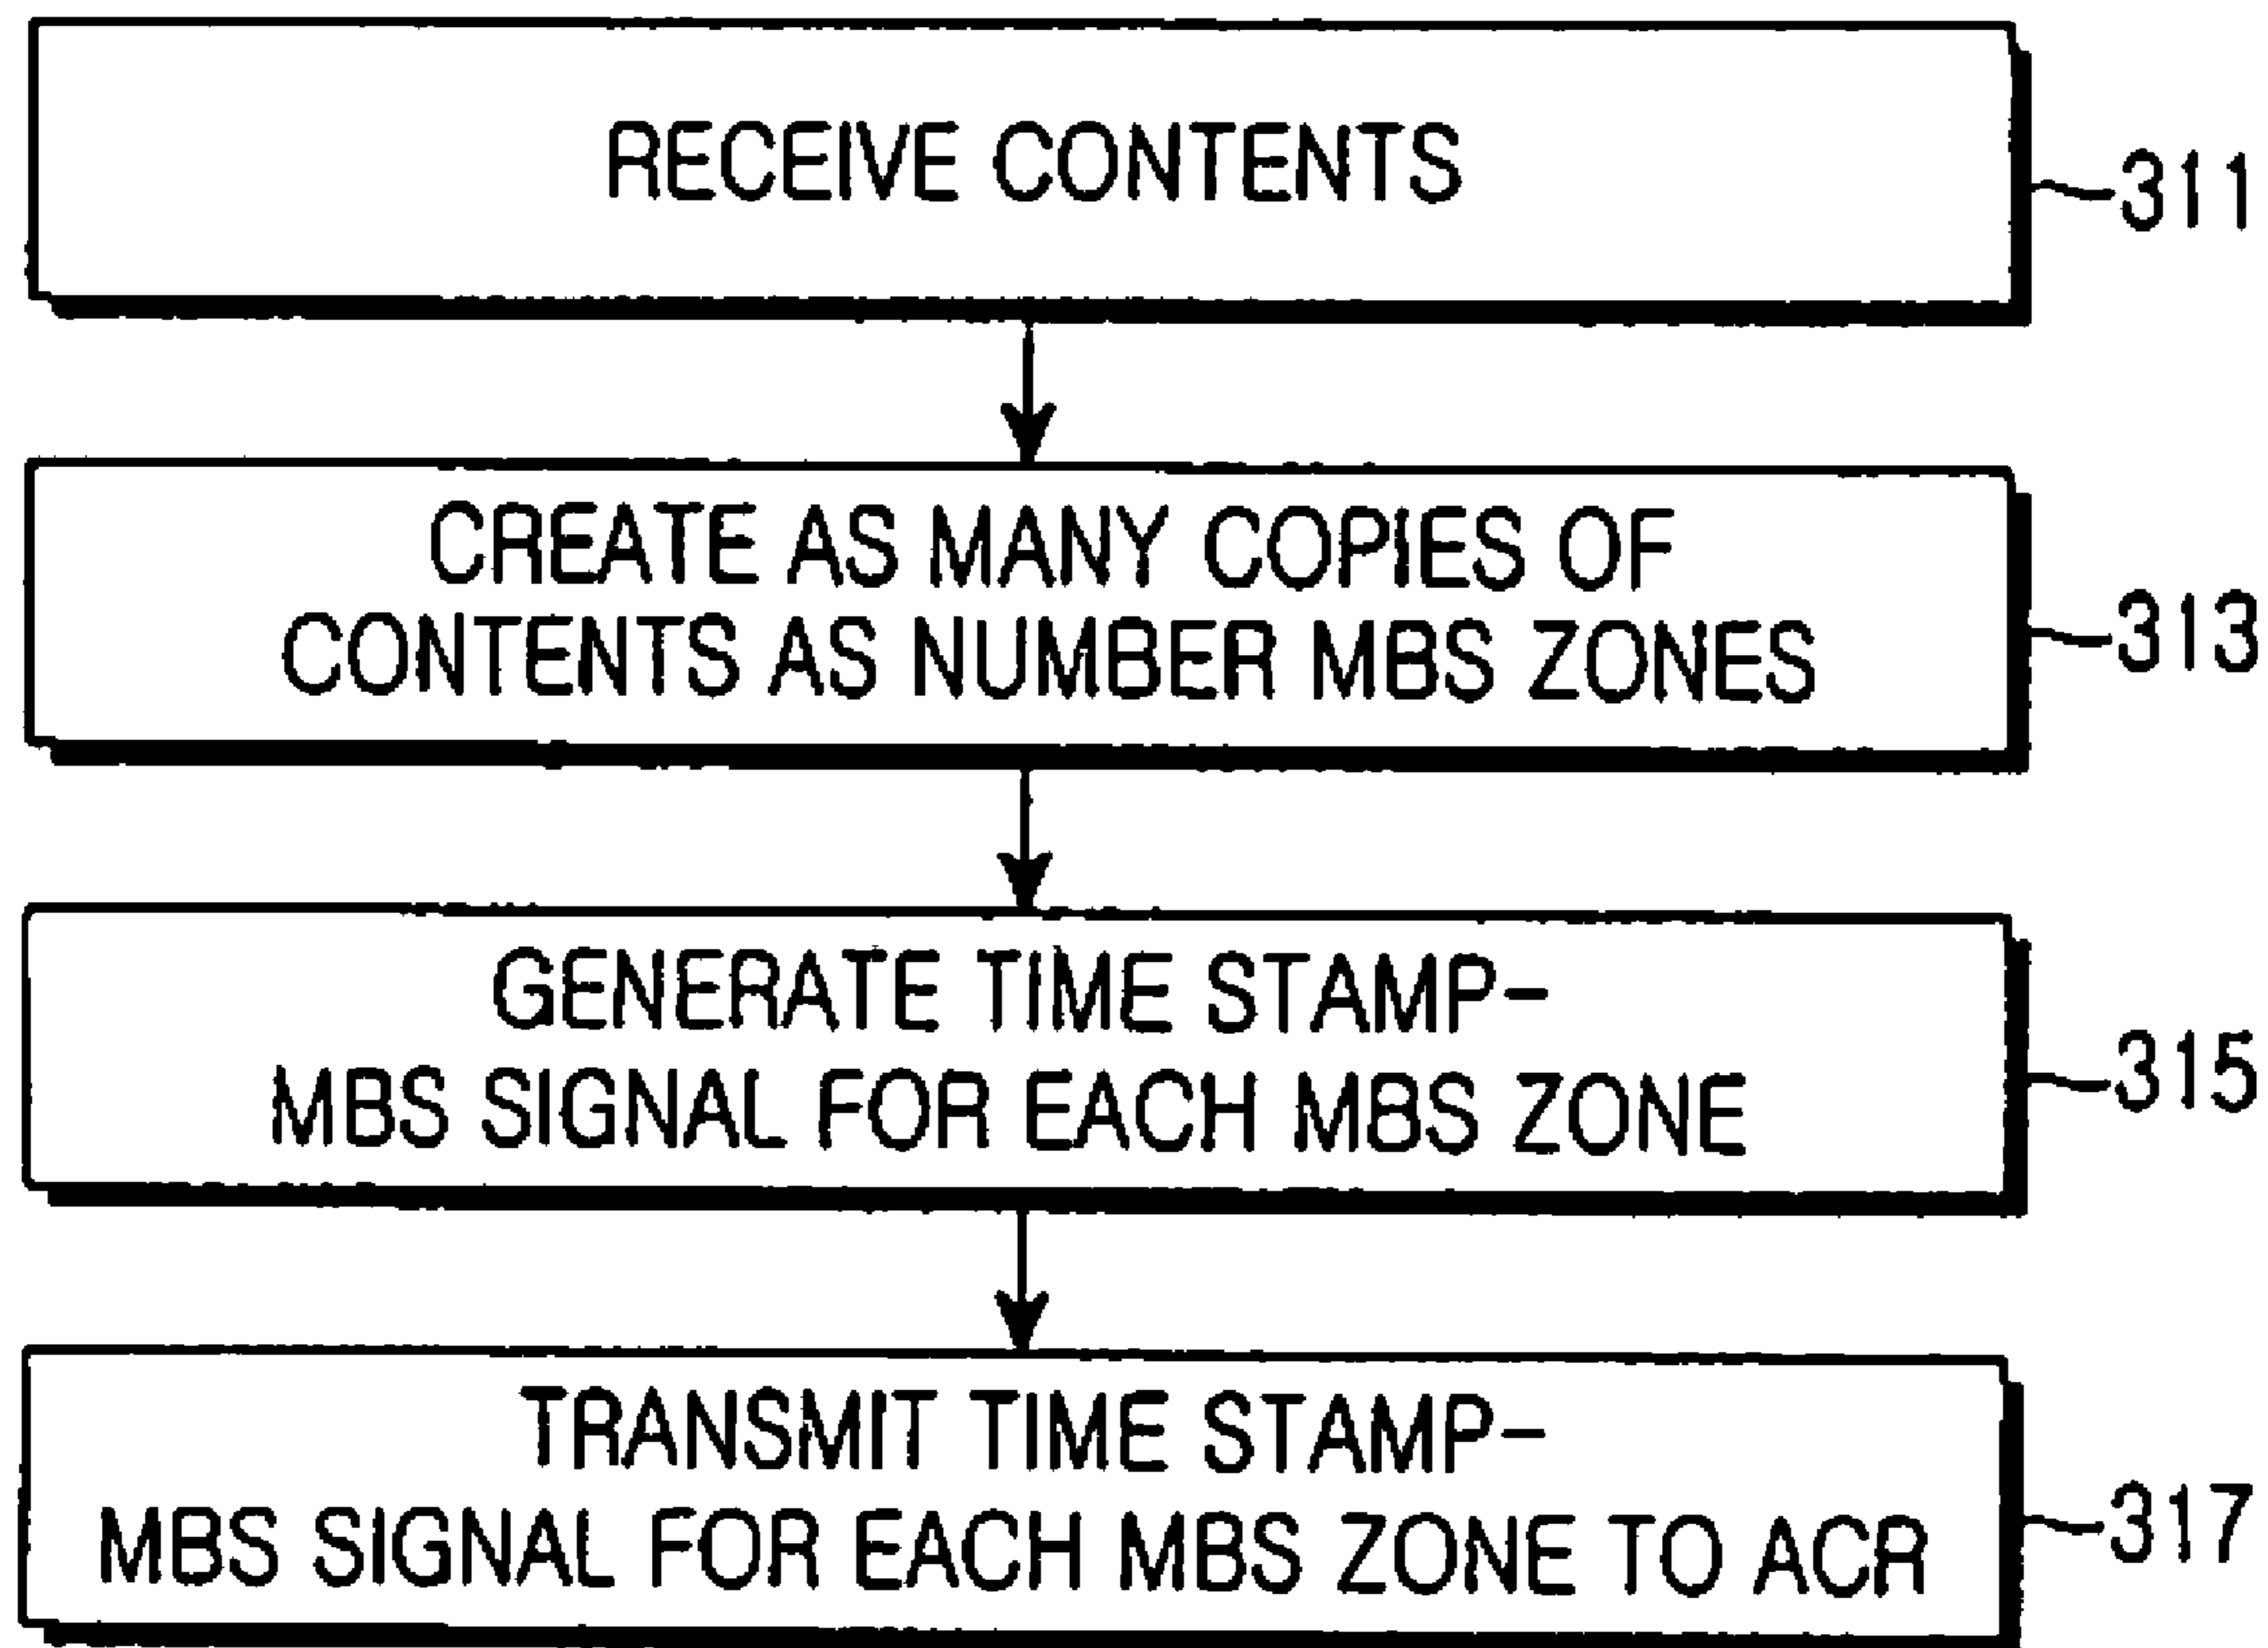 RECEIVE CONTENTS
311
CREATE AS MANY COPIES OF
CONTENTS AS NUMBER MBS ZONES
313
GENERATE TIME STAMP-
MBS SIGNAL FOR EACH MBS ZONE
315
TRANSMIT TIME STAMP-
MBS SIGNAL FOR EACH MBS ZONE TO ACR
317